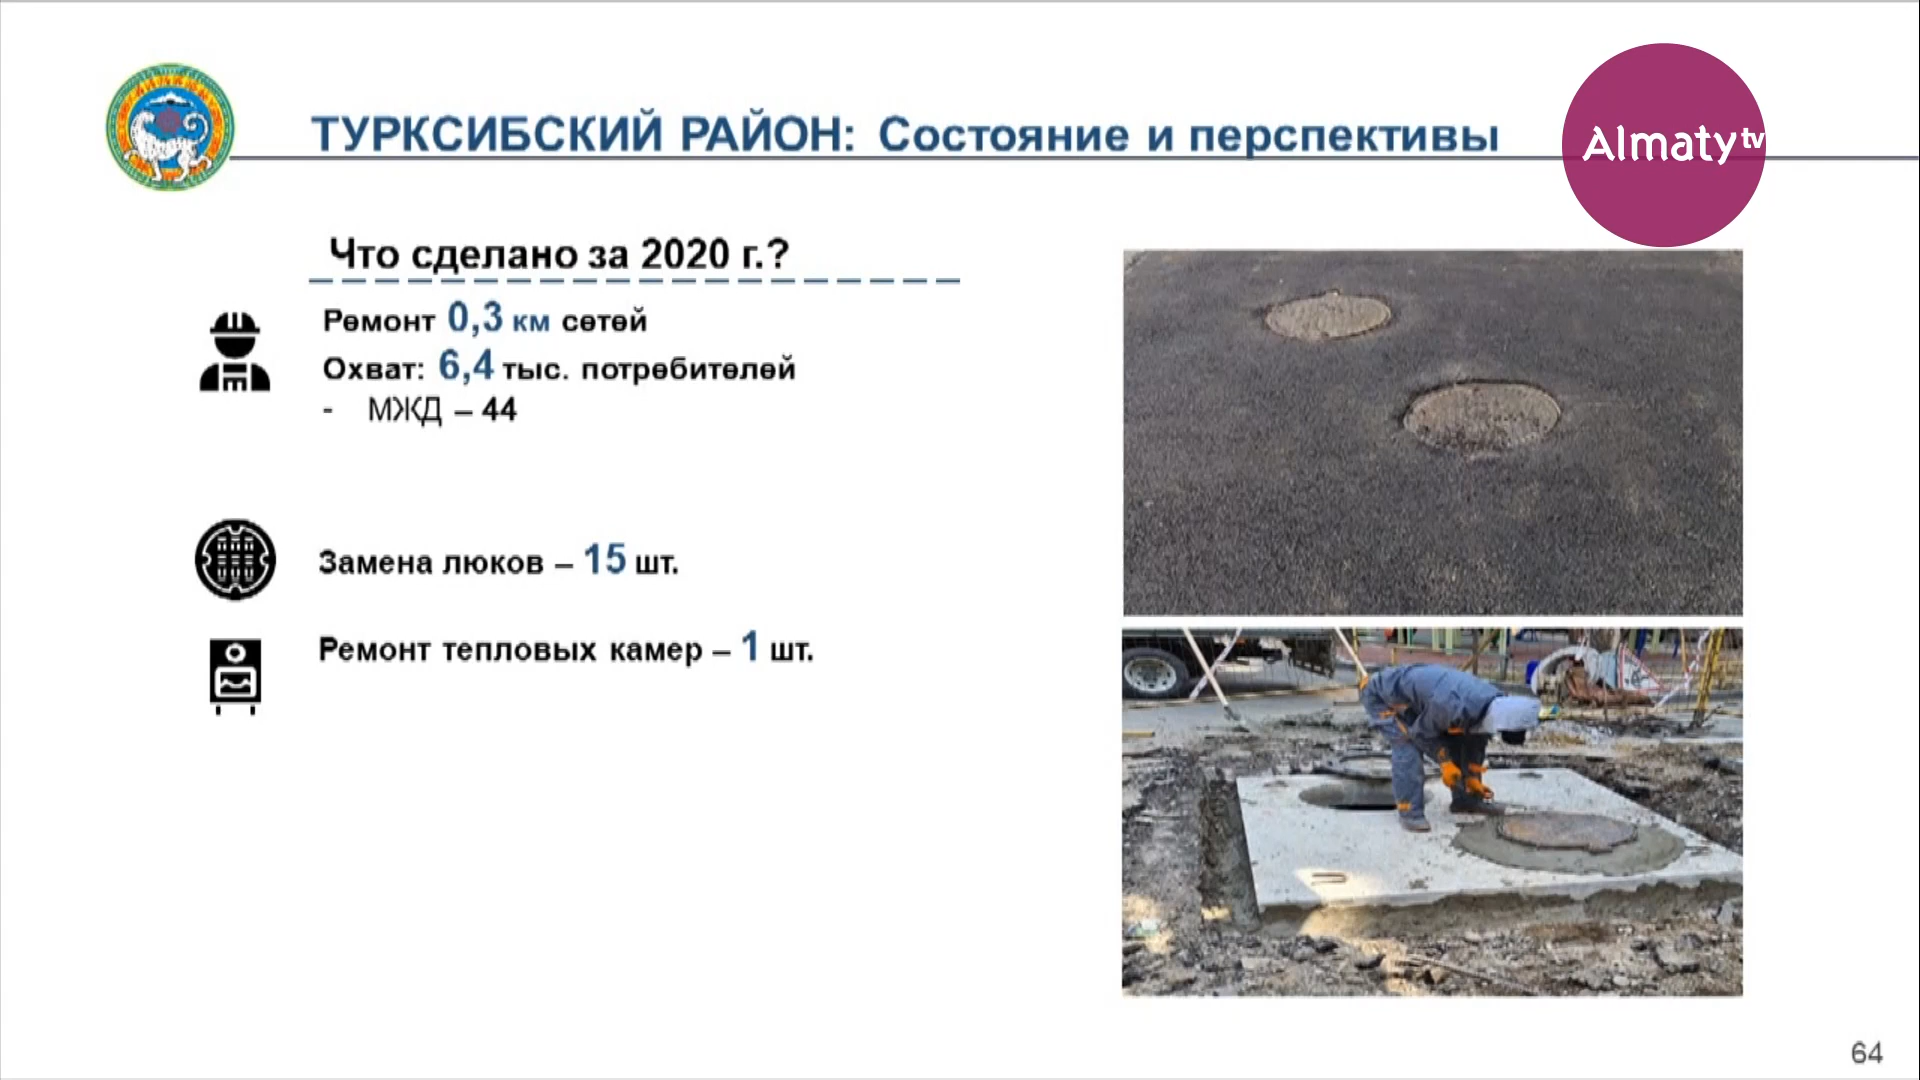 ТУРКСИБСКИЙ РАЙОН: Состояние и перспективы
Almaty tv
Что сделано за 2020 г.?
Ремонт 0,3 км сетей
Охват: 6,4 тыс. потребителей
- МЖД – 44
Замена люков – 15 шт.
Ремонт тепловых камер – 1 шт.
64